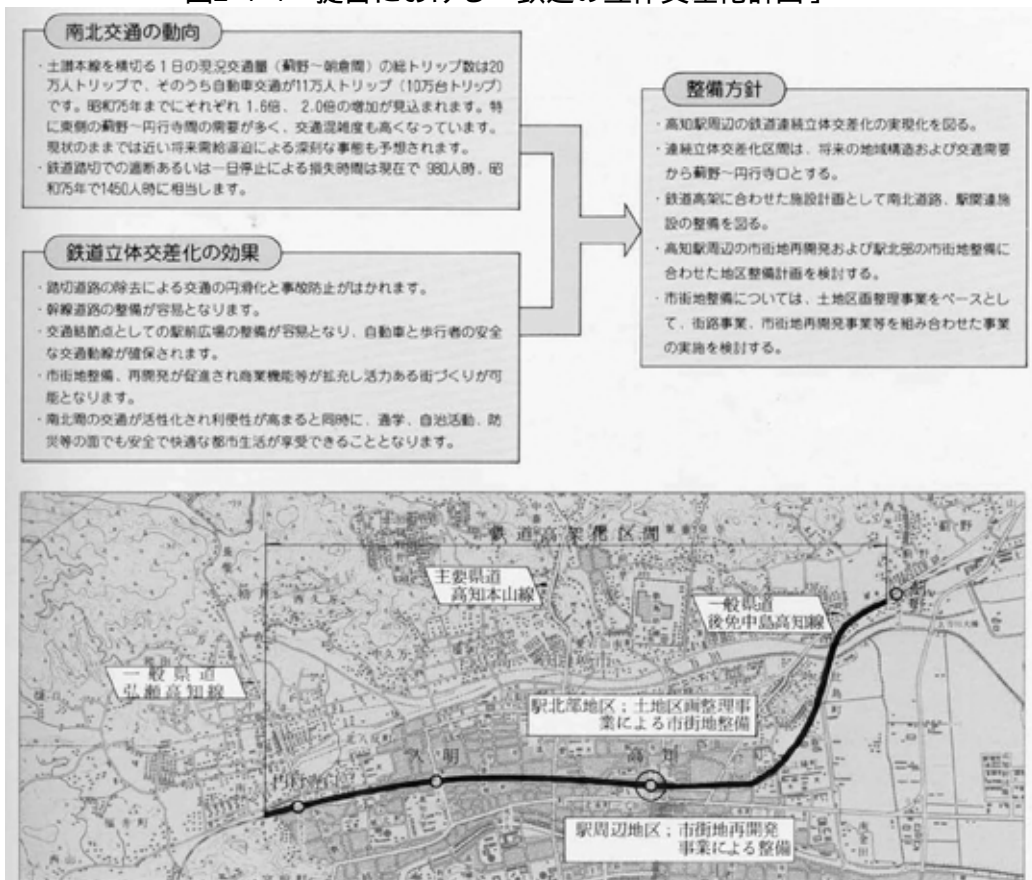 南北交通の動向
・土讃本線を横切る1日の現況交通量(薊野〜朝倉間)の総トリップ数は20
万人トリップで、そのうち自動車交通が11万人トリップ(10万台トリップ)
です。昭和75年までにそれぞれ 1.6倍、2.0倍の増加が見込まれます。特
に東側の薊野〜円行寺間の需要が多く、交通混雑度も高くなっています。
現状のままでは近い将来需給逼迫による深刻な事態も予想されます。
・鉄道踏切での遮断あるいは一日停止による損失時間は現在で 980人時、昭
和75年で1450人時に相当します。
鉄道立体交差化の効果
・踏切道路の除去による交通の円滑化と事故防止がはかれます。
・幹線道路の整備が容易となります。
・交通結節点としての駅前広場の整備が容易となり、自動車と歩行者の安全
な交通動線が確保されます。
・市街地整備、再開発が促進され商業機能等が拡充し活力ある街づくりが可
能となります。
・南北間の交通が活性化され利便性が高まると同時に、通学、自治活動、防
災等の面でも安全で快適な都市生活が享受できることとなります。
整備方針
・高知駅周辺の鉄道連続立体交差化の実現化を図る。
・連続立体交差化区間は、将来の地域構造および交通需要
から薊野〜円行寺口とする。
・鉄道高架に合わせた施設計画として南北道路、駅関連施
設の整備を図る。
・高知駅周辺の市街地再開発および駅北部の市街地整備に
合わせた地区整備計画を検討する。
・市街地整備については、土地区画整理事業をベースとし
て、街路事業、市街地再開発事業等を組み合わせた事業
の実施を検討する。
鉄道高架化区間
主要県道
高知本山線
一般県道
後免中島高知線
一般県道
弘瀬高知線
駅北部地区；土地区画整理事
業による市街地整備
高知
円行寺口
駅周辺地区；市街地再開発
事業による整備
福井町
西山